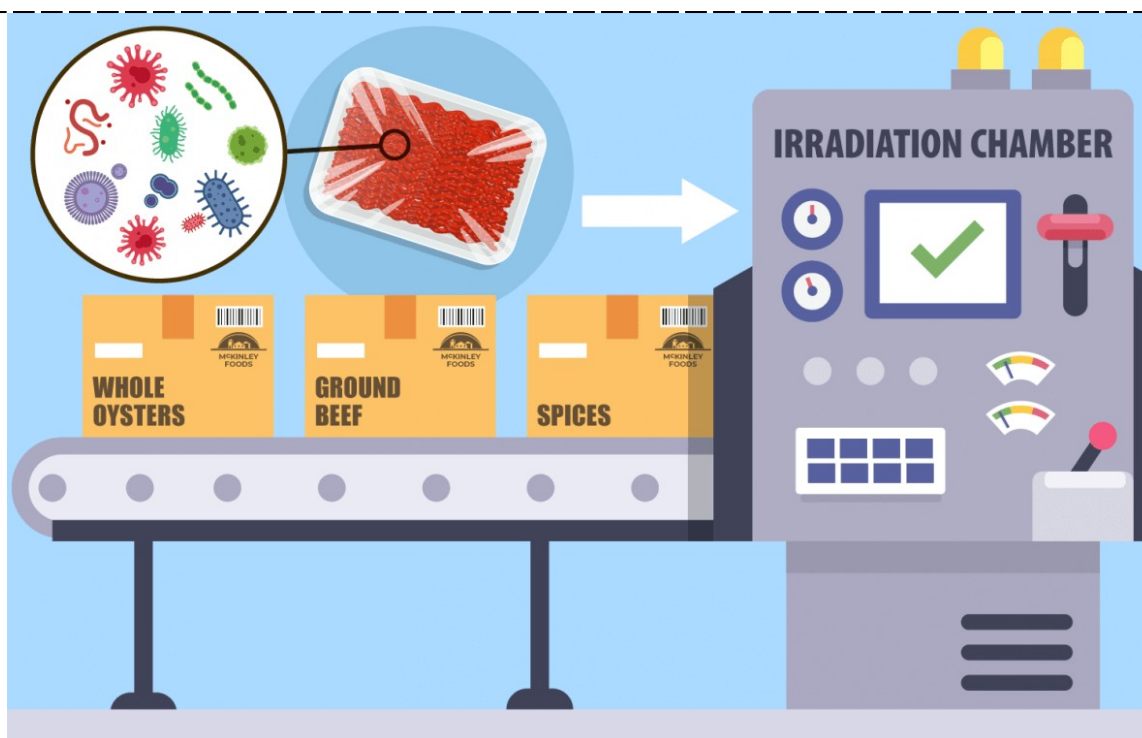 IRRADIATION CHAMBER
McKINLEY
FOODS
WHOLE
OYSTERS
McKINLEY
FOODS
GROUND
BEEF
McKINLEY
FOODS
SPICES